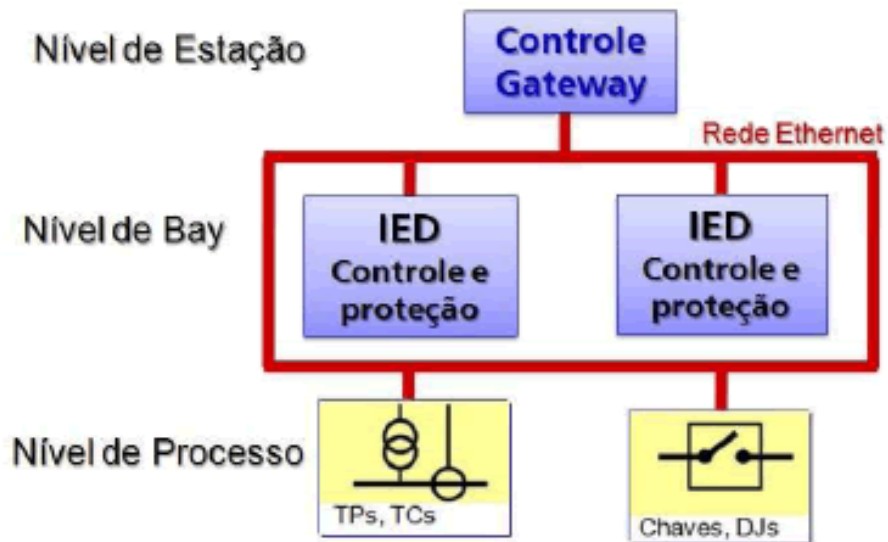 Nível de Estação
Controle
Gateway
Rede Ethernet
Nível de Bay
IED
Controle e
proteção
IED
Controle e
proteção
Nível de Processo
TPs, TCs
Chaves, DJs